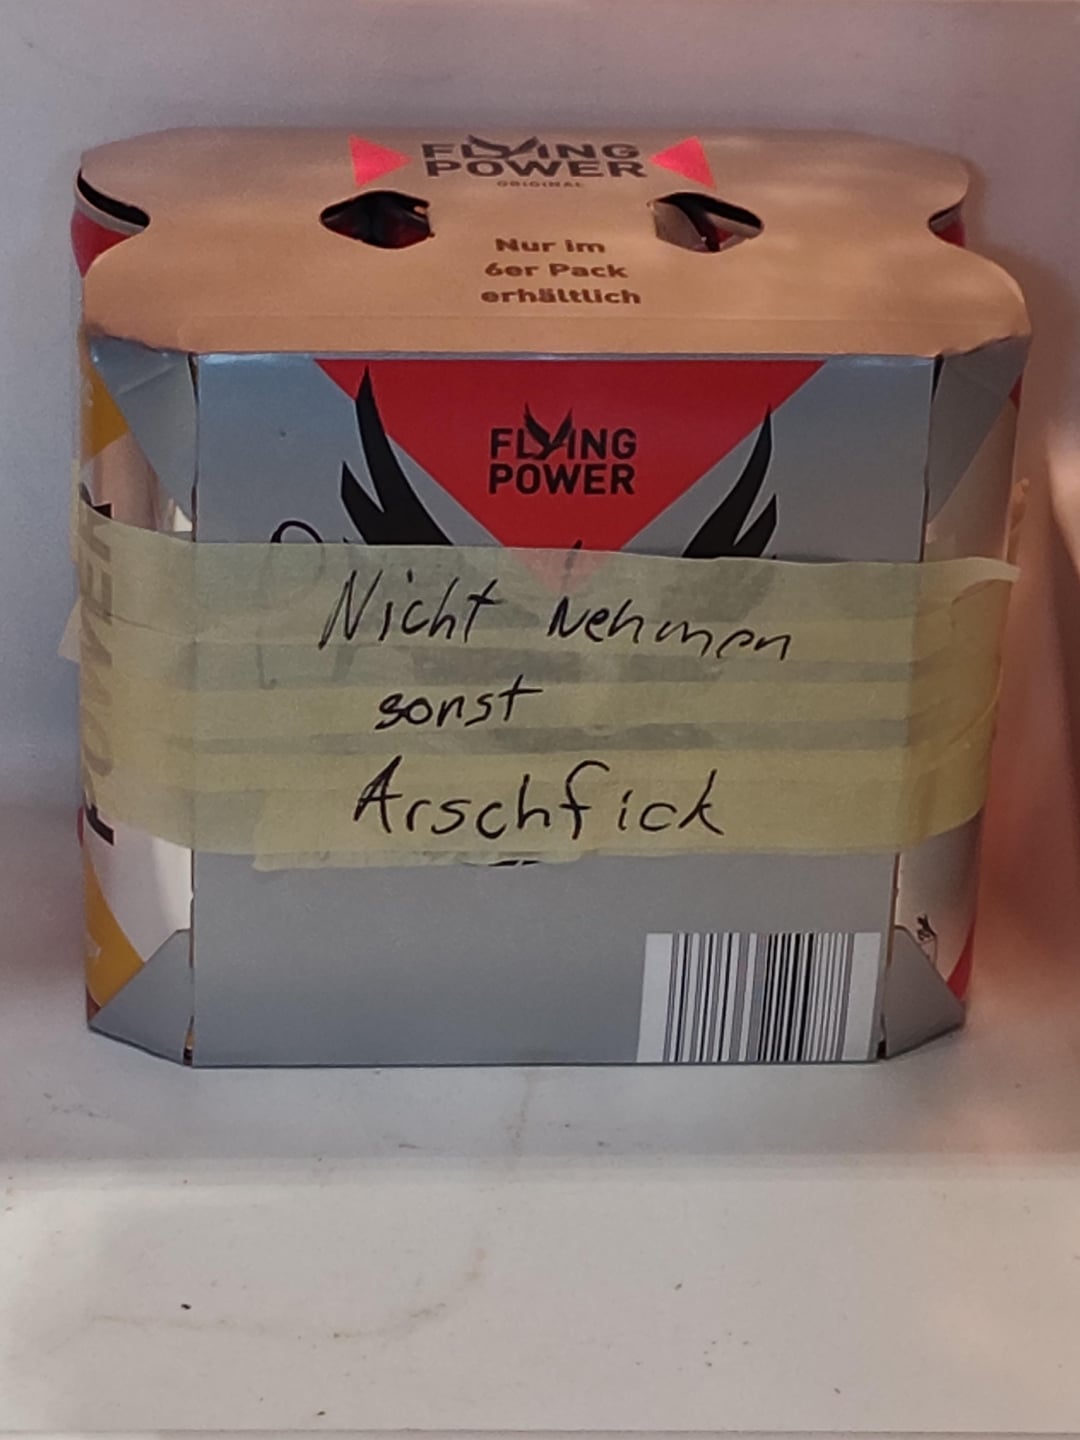 FLYING
POWER
ORIGINAL
Nur im
6er Pack
erhältlich
FLYING
POWER
POWER
Nicht Nehmen
sonst
Arschfick